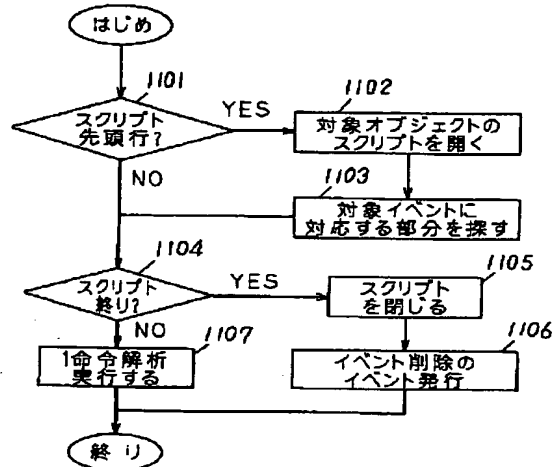 はじめ
1101
スクリプト
先頭行?
YES
NO
1102
対象オブジェクトの
スクリプトを開く
1103
対象イベントに
対応する部分を探す
1104
スクリプト
終り?
YES
NO
1105
スクリプト
を閉じる
1107
1命令解析
実行する
1106
イベント削除の
イベント発行
終り